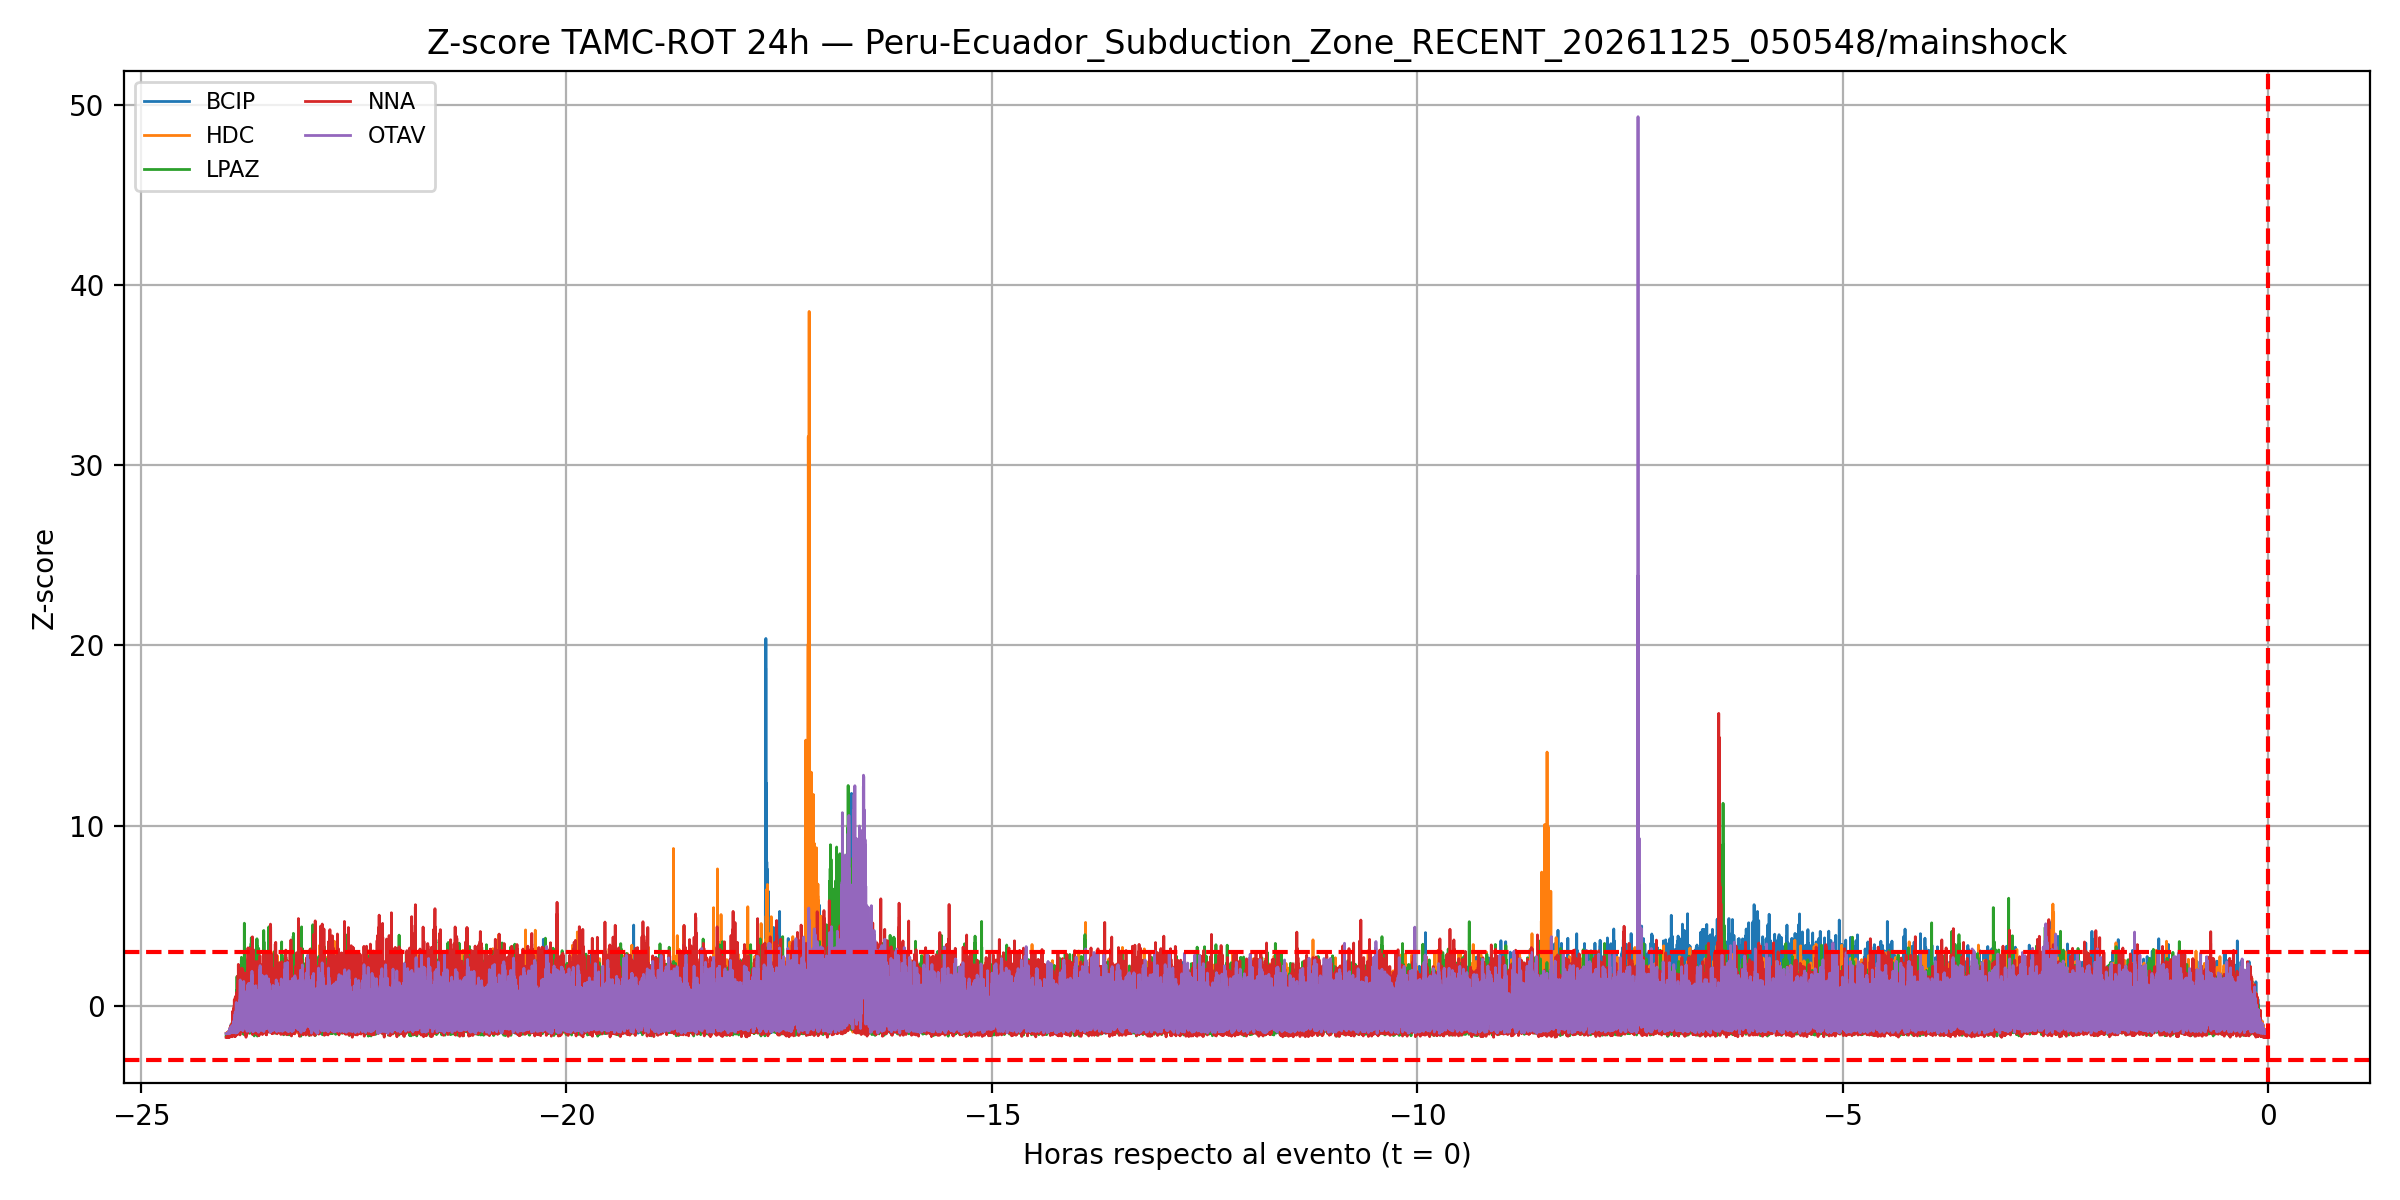 Z-score TAMC-ROT 24h — Peru-Ecuador_Subduction_Zone_RECENT_20261125_050548/mainshock
BCIP
HDC
LPAZ
NNA
OTAV
50
40
30
20
10
0
Z-score
−25
−20
−15
−10
−5
0
Horas respecto al evento (t = 0)